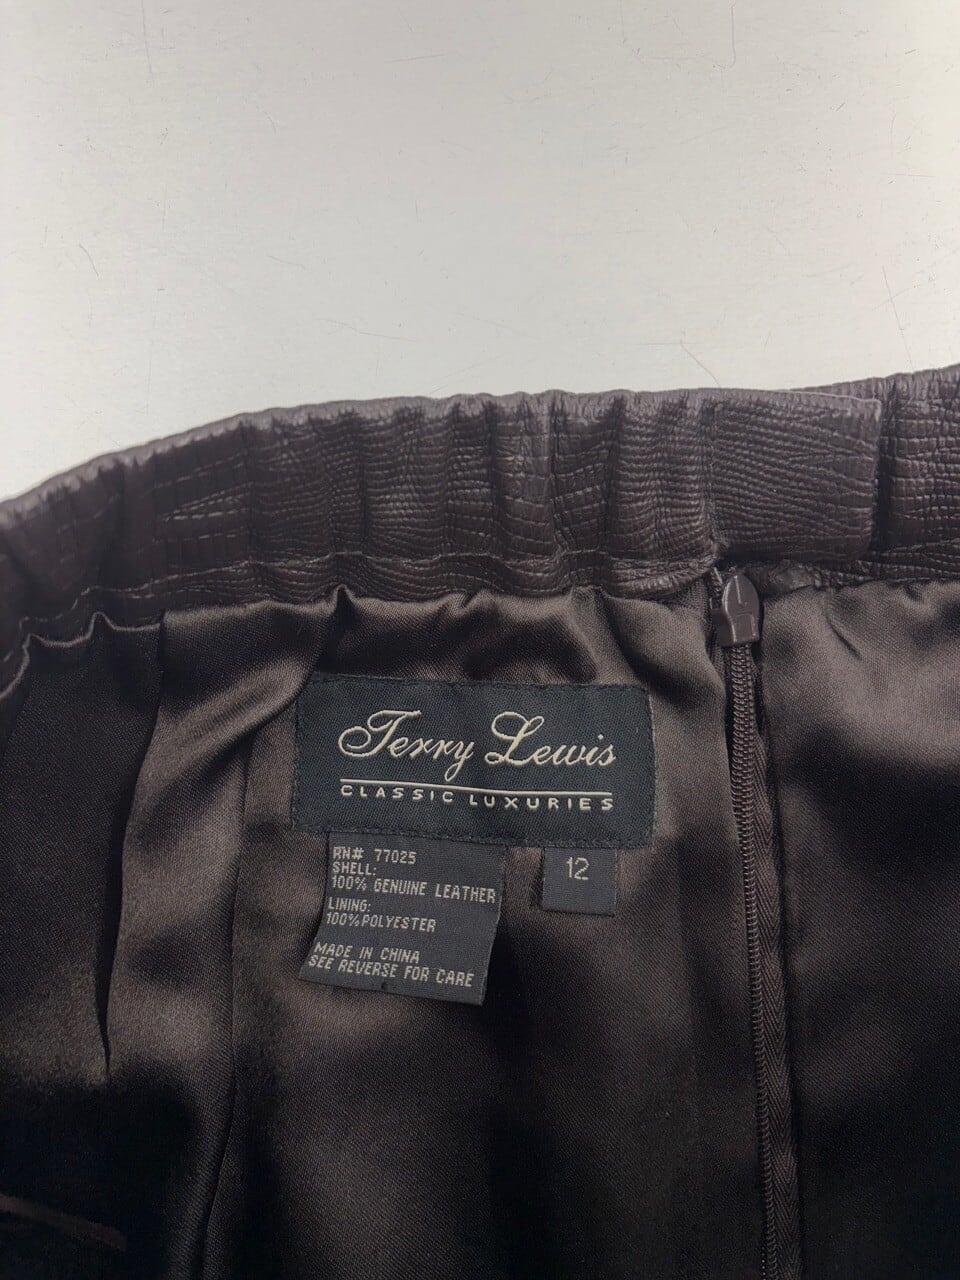 Terry Lewis
CLASSIC LUXURIES
RN# 77025
SHELL:
100% GENUINE LEATHER
LINING:
100%POLYESTER
MADE IN CHINA
SEE REVERSE FOR CARE
12